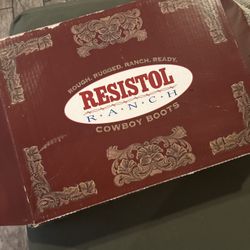 ROUGH, RUGGED, RANCH, READY,
RESISTOL
R·A·N·C·H
COWBOY BOOTS